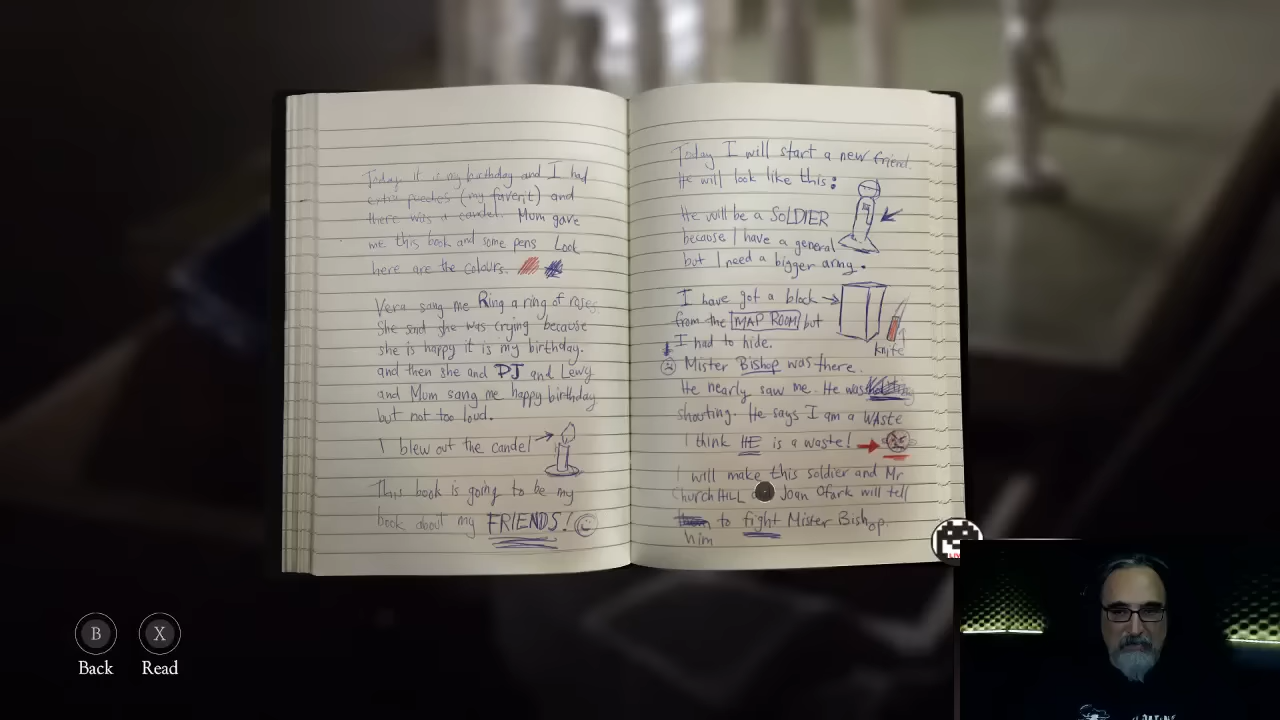 Today it is my birthday and I had
(my faverit) and
there was a candel. Mum gave
me this book and some pens Look
here are the colours.
Vera sang me Ring a ring of roses.
She said she was crying because
she is happy it is my birthday.
and then she and PJ and Lewy
and Mum sang me happy birthday
but not too loud.
I blew out the candel
This book is going to be my
book about my FRIENDS!
Today I will start a new friend.
He will look like this:
He will be a SOLDIER
because I have a general
but I need a bigger army.
I have got a block
from the MAP ROOM but
I had to hide.
knife
Mister Bishop was there.
He nearly saw me. He was
shouting. He says I am a WASTE
I think HE is a waste!
I will make this soldier and Mr
ChurcHILL Joan Ofark will tell
to fight Mister Bishop.
him
B
X
Back
Read